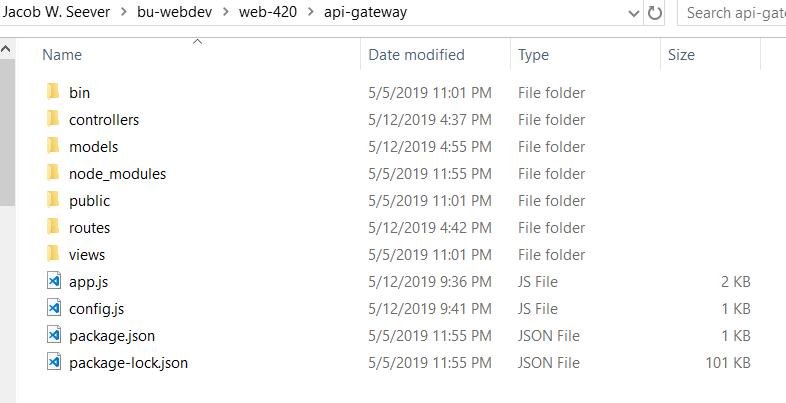 Jacob W. Seever > bu-webdev > web-420 > api-gateway Search api-gat
Name Date modified Type Size
bin 5/5/2019 11:01 PM File folder
controllers 5/12/2019 4:37 PM File folder
models 5/12/2019 4:55 PM File folder
node_modules 5/5/2019 11:55 PM File folder
public 5/5/2019 11:01 PM File folder
routes 5/12/2019 4:42 PM File folder
views 5/5/2019 11:01 PM File folder
app.js 5/12/2019 9:36 PM JS File 2 KB
config.js 5/12/2019 9:41 PM JS File 1 KB
package.json 5/5/2019 11:55 PM JSON File 1 KB
package-lock.json 5/5/2019 11:55 PM JSON File 101 KB